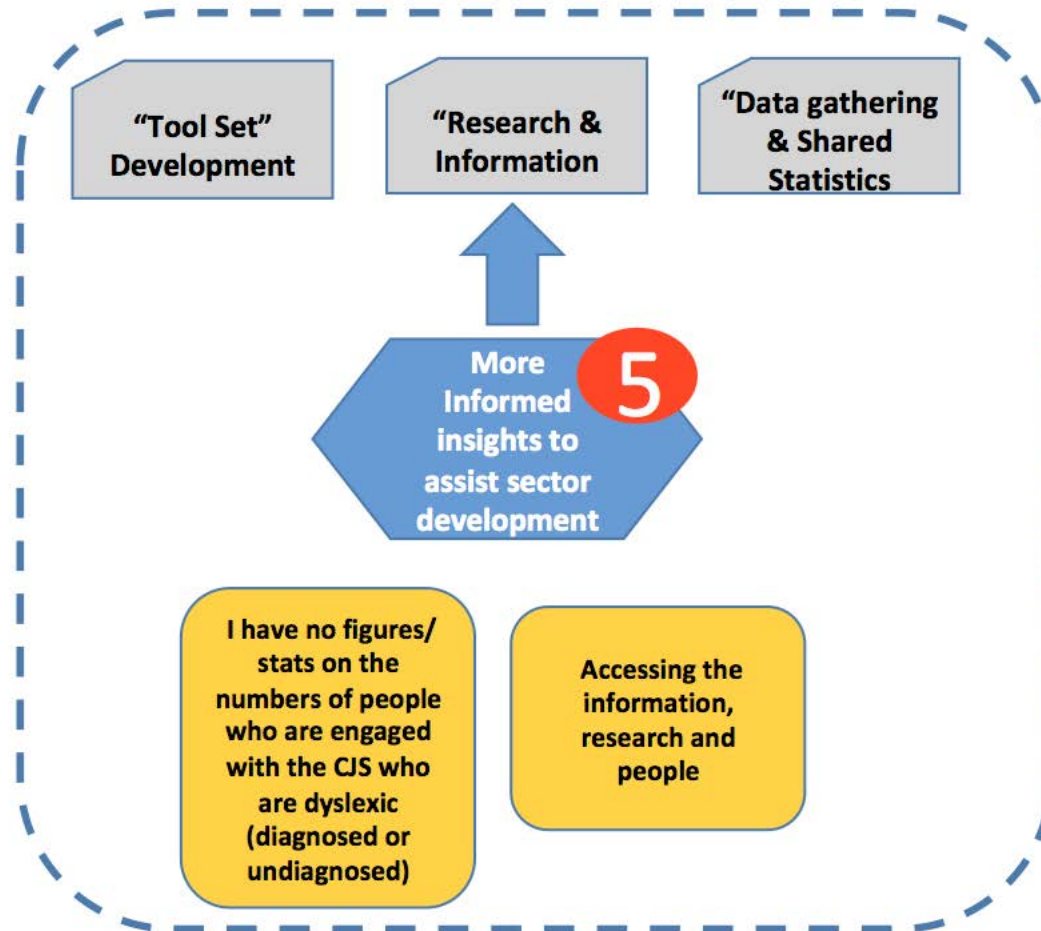 “Tool Set”
Development
“Research &
Information
“Data gathering
& Shared
Statistics
More
Informed
insights to
assist sector
development
5
I have no figures/
stats on the
numbers of people
who are engaged
with the CJS who
are dyslexic
(diagnosed or
undiagnosed)
Accessing the
information,
research and
people